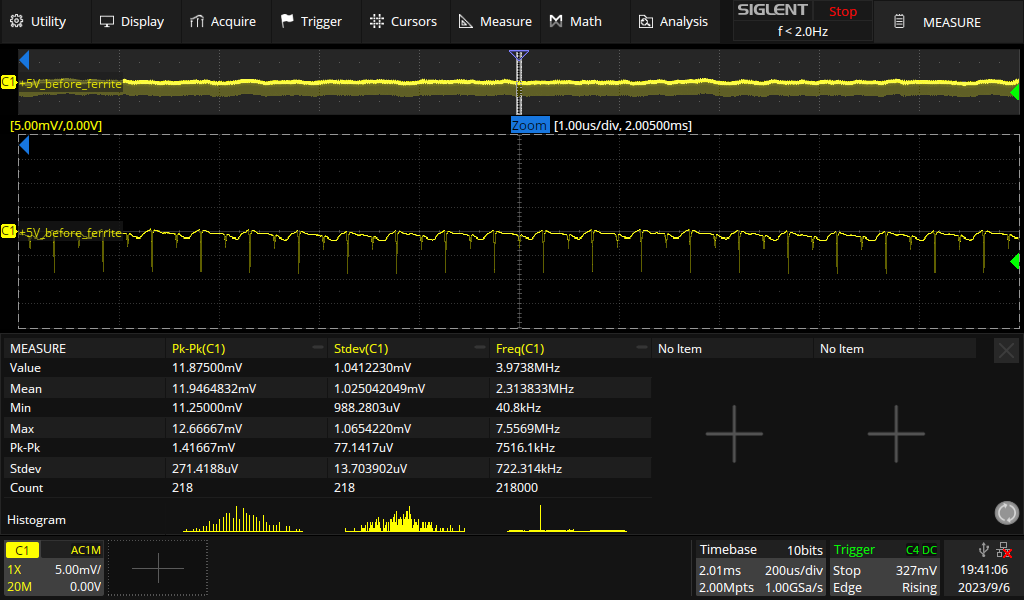 Utility Display Acquire Trigger Cursors Measure Math Analysis SIGLENT Stop MEASURE
f < 2.0Hz
C1 +5V_before_ferrite
[5.00mV/,0.00V] Zoom [1.00us/div, 2.00500ms]
C1 +5V_before_ferrite
MEASURE Pk-Pk(C1) Stdev(C1) Freq(C1) No Item No Item
Value 11.87500mV 1.0412230mV 3.9738MHz
Mean 11.9464832mV 1.025042049mV 2.313833MHz
Min 11.25000mV 988.2803uV 40.8kHz
Max 12.66667mV 1.0654220mV 7.5569MHz
Pk-Pk 1.41667mV 77.1417uV 7516.1kHz
Stdev 271.4188uV 13.703902uV 722.314kHz
Count 218 218 218000
Histogram
C1 AC1M Timebase 10bits Trigger C4 DC
1X 5.00mV/ 2.01ms 200us/div Stop 327mV 19:41:06
20M 0.00V 2.00Mpts 1.00GSa/s Edge Rising 2023/9/6